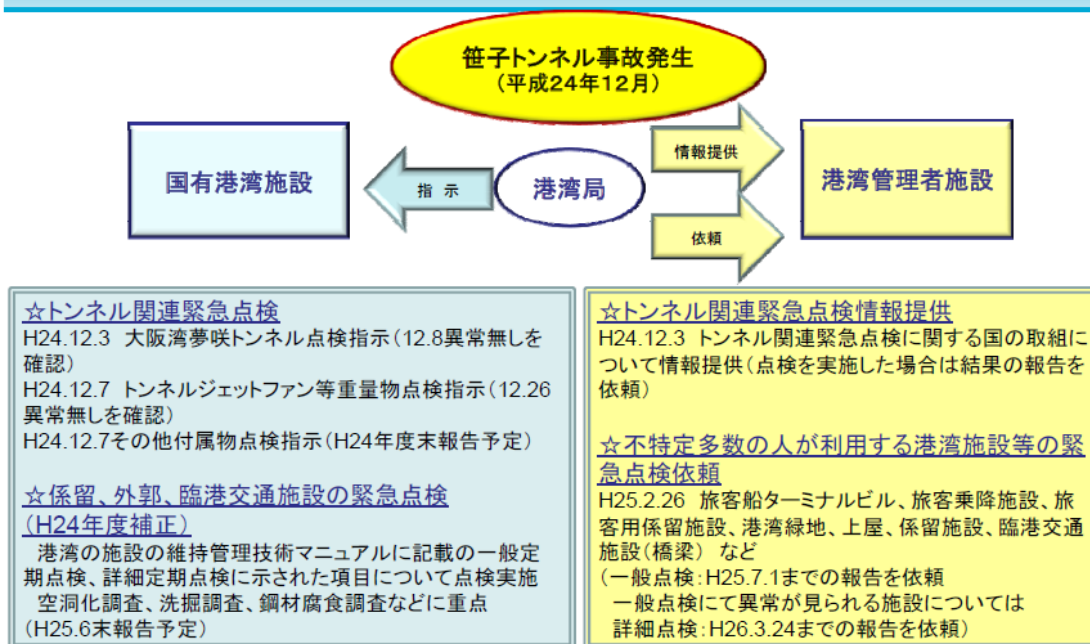 笹子トンネル事故発生
(平成24年12月)
国有港湾施設
指 示
港湾局
情報提供
依頼
港湾管理者施設
☆トンネル関連緊急点検
H24.12.3 大阪湾夢咲トンネル点検指示(12.8異常無しを
確認)
H24.12.7 トンネルジェットファン等重量物点検指示(12.26
異常無しを確認)
H24.12.7その他付属物点検指示(H24年度末報告予定)
☆係留、外郭、臨港交通施設の緊急点検
(H24年度補正)
港湾の施設の維持管理技術マニュアルに記載の一般定
期点検、詳細定期点検に示された項目について点検実施
空洞化調査、洗掘調査、鋼材腐食調査などに重点
(H25.6末報告予定)
☆トンネル関連緊急点検情報提供
H24.12.3 トンネル関連緊急点検に関する国の取組に
ついて情報提供(点検を実施した場合は結果の報告を
依頼)
☆不特定多数の人が利用する港湾施設等の緊
急点検依頼
H25.2.26 旅客船ターミナルビル、旅客乗降施設、旅
客用係留施設、港湾緑地、上屋、係留施設、臨港交通
施設(橋梁) など
(一般点検:H25.7.1までの報告を依頼
一般点検にて異常が見られる施設については
詳細点検:H26.3.24までの報告を依頼)